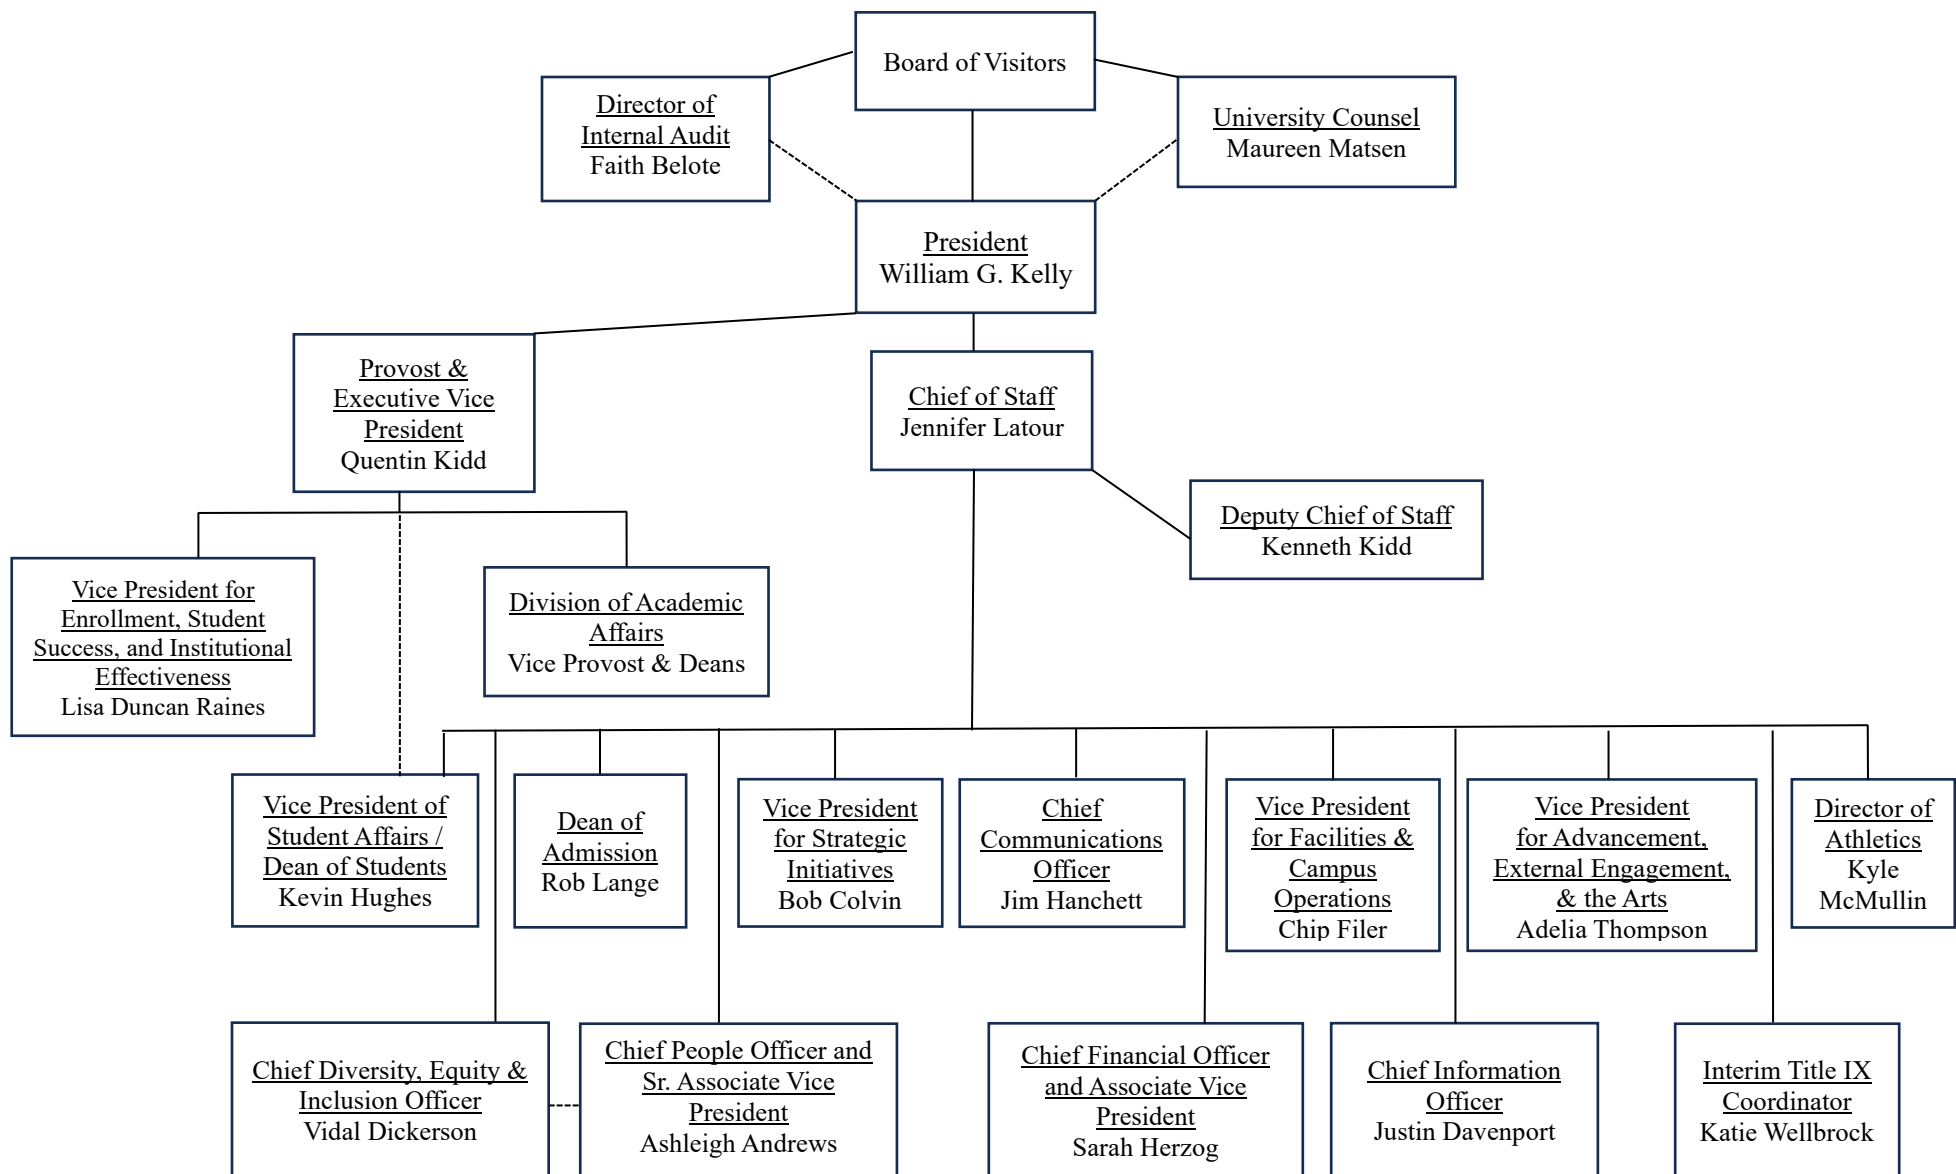 Board of Visitors
Director of
Internal Audit
Faith Belote
University Counsel
Maureen Matsen
President
William G. Kelly
Provost &
Executive Vice
President
Quentin Kidd
Chief of Staff
Jennifer Latour
Deputy Chief of Staff
Kenneth Kidd
Vice President for
Enrollment, Student
Success, and Institutional
Effectiveness
Lisa Duncan Raines
Division of Academic
Affairs
Vice Provost & Deans
Vice President of
Student Affairs /
Dean of Students
Kevin Hughes
Dean of
Admission
Rob Lange
Vice President
for Strategic
Initiatives
Bob Colvin
Chief
Communications
Officer
Jim Hanchett
Vice President
for Facilities &
Campus
Operations
Chip Filer
Vice President
for Advancement,
External Engagement,
& the Arts
Adelia Thompson
Director of
Athletics
Kyle
McMullin
Chief Diversity, Equity &
Inclusion Officer
Vidal Dickerson
Chief People Officer and
Sr. Associate Vice
President
Ashleigh Andrews
Chief Financial Officer
and Associate Vice
President
Sarah Herzog
Chief Information
Officer
Justin Davenport
Interim Title IX
Coordinator
Katie Wellbrock